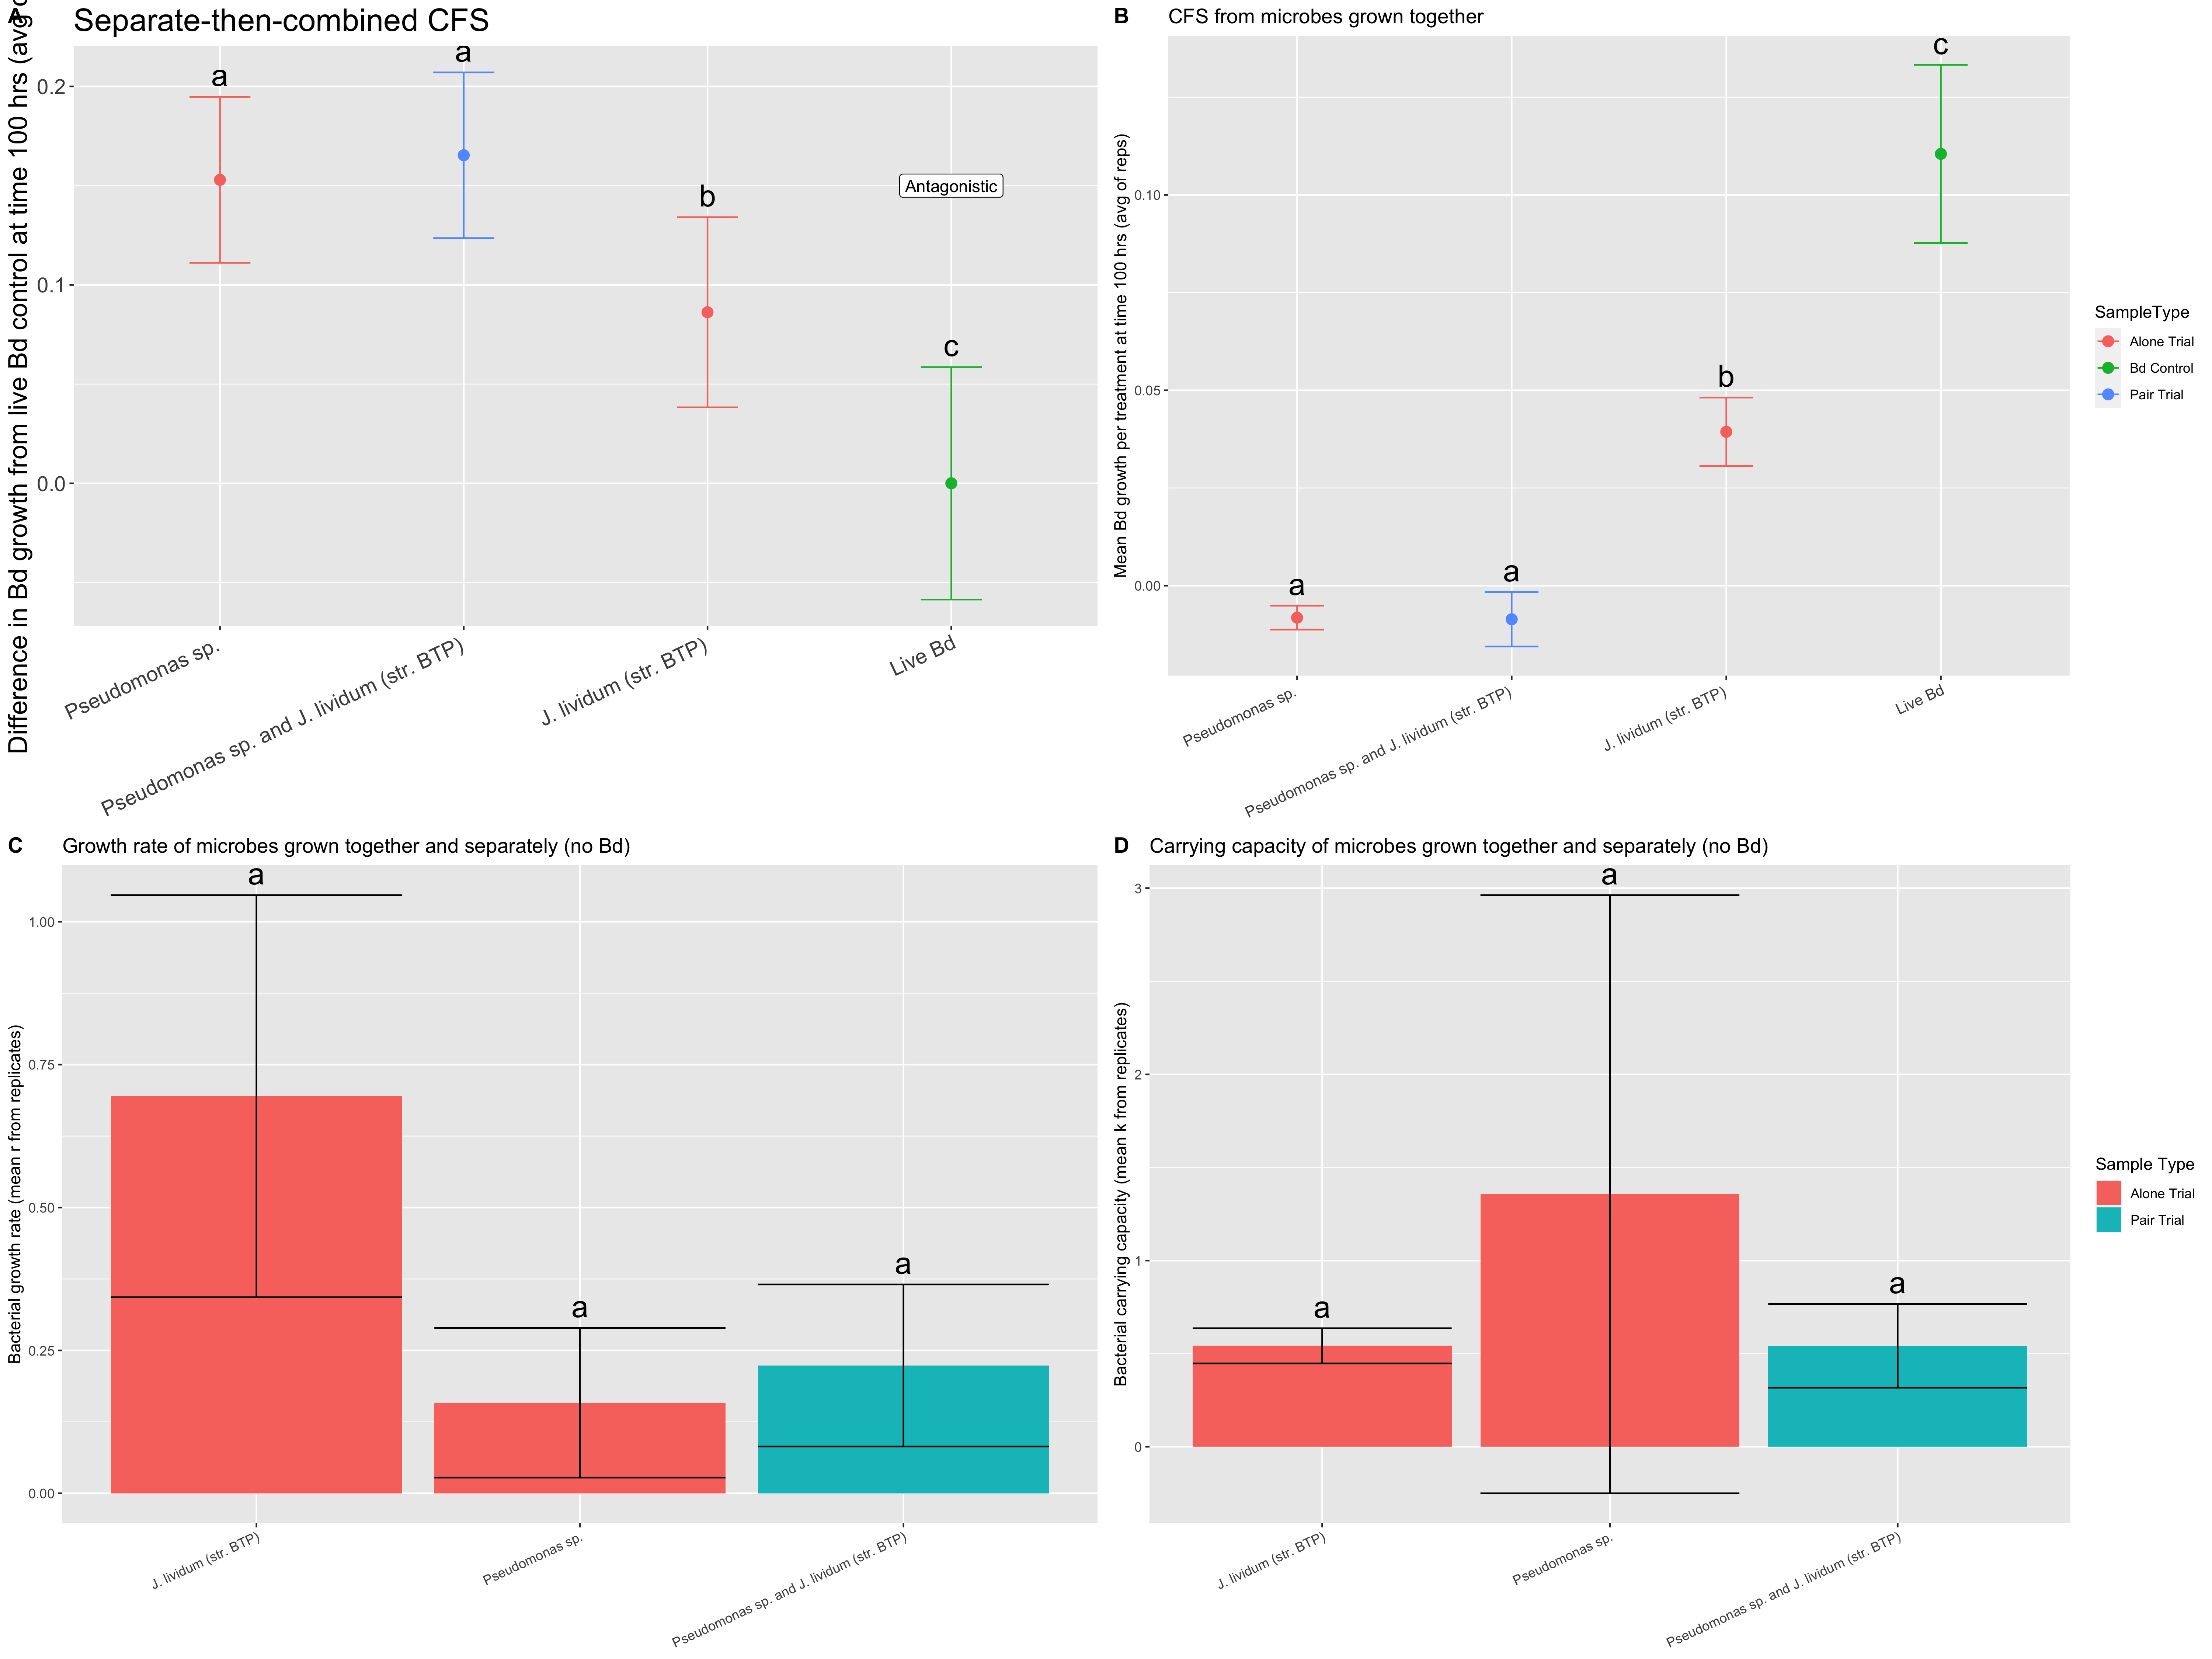 A
Separate-then-combined CFS
Difference in Bd growth from live Bd control at time 100 hrs (avg
0.2
0.1
0.0
a
a
b
c
Antagonistic
Pseudomonas sp.
Pseudomonas sp. and J. lividum (str. BTP)
J. lividum (str. BTP)
Live Bd
B
CFS from microbes grown together
Mean Bd growth per treatment at time 100 hrs (avg of reps)
0.10
0.05
0.00
a
a
b
c
Pseudomonas sp.
Pseudomonas sp. and J. lividum (str. BTP)
J. lividum (str. BTP)
Live Bd
SampleType
Alone Trial
Bd Control
Pair Trial
C
Growth rate of microbes grown together and separately (no Bd)
Bacterial growth rate (mean r from replicates)
1.00
0.75
0.50
0.25
0.00
a
a
a
J. lividum (str. BTP)
Pseudomonas sp.
Pseudomonas sp. and J. lividum (str. BTP)
D
Carrying capacity of microbes grown together and separately (no Bd)
Bacterial carrying capacity (mean k from replicates)
3
2
1
0
a
a
a
J. lividum (str. BTP)
Pseudomonas sp.
Pseudomonas sp. and J. lividum (str. BTP)
Sample Type
Alone Trial
Pair Trial